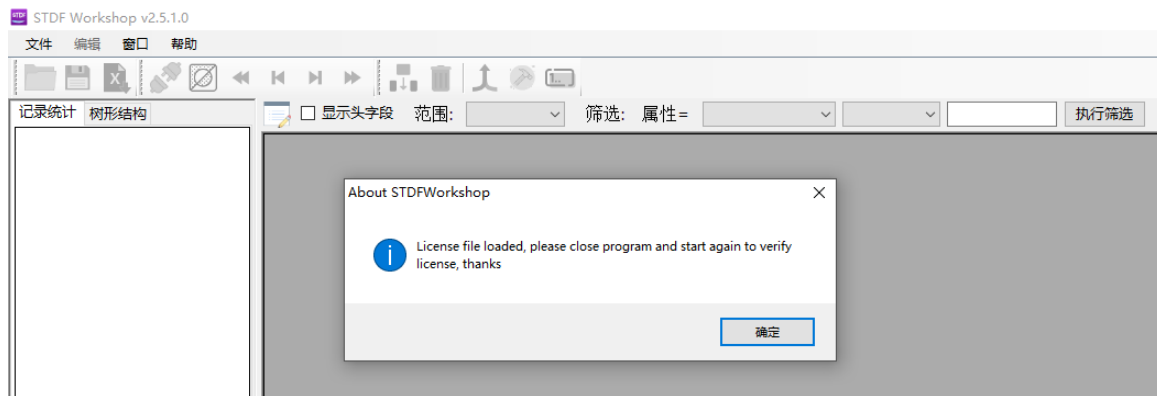 STDF Workshop v2.5.1.0
文件 编辑 窗口 帮助
记录统计 树形结构 显示头字段 范围: 筛选: 属性= 执行筛选
About STDFWorkshop
License file loaded, please close program and start again to verify
license, thanks
确定